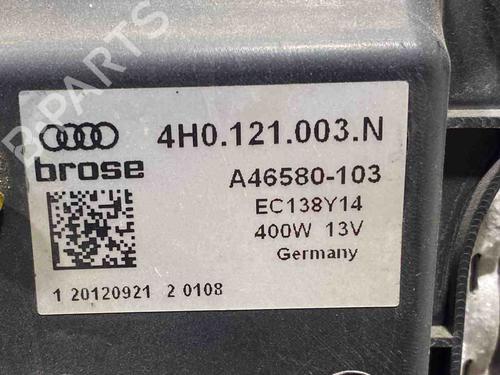 B-PARTS
4H0.121.003.N
brose
A46580-103
EC138Y14
400W 13V
Germany
1 20120921 2 0108